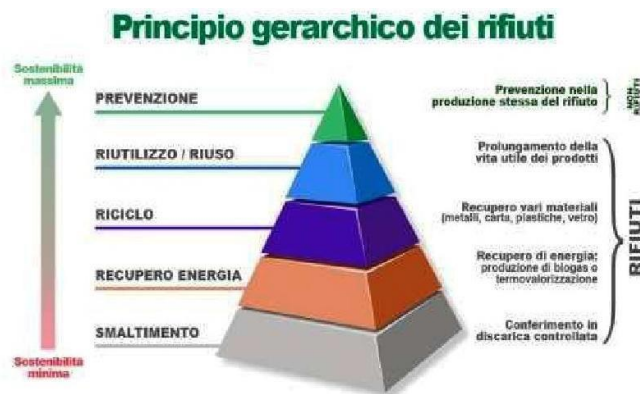 Principio gerarchico dei rifiuti
Sostenibilità
massima
PREVENZIONE
RIUTILIZZO / RIUSO
RICICLO
RECUPERO ENERGIA
SMALTIMENTO
Sostenibilità
minima
Prevenzione nella
produzione stessa del rifiuto
NON
RIFIUTI
Prolungamento della
vita utile dei prodotti
Recupero vari materiali
(metalli, carta, plastiche, vetro)
Recupero di energia:
produzione di biogas o
termovalorizzazione
Conferimento in
discarica controllata
RIFIUTI